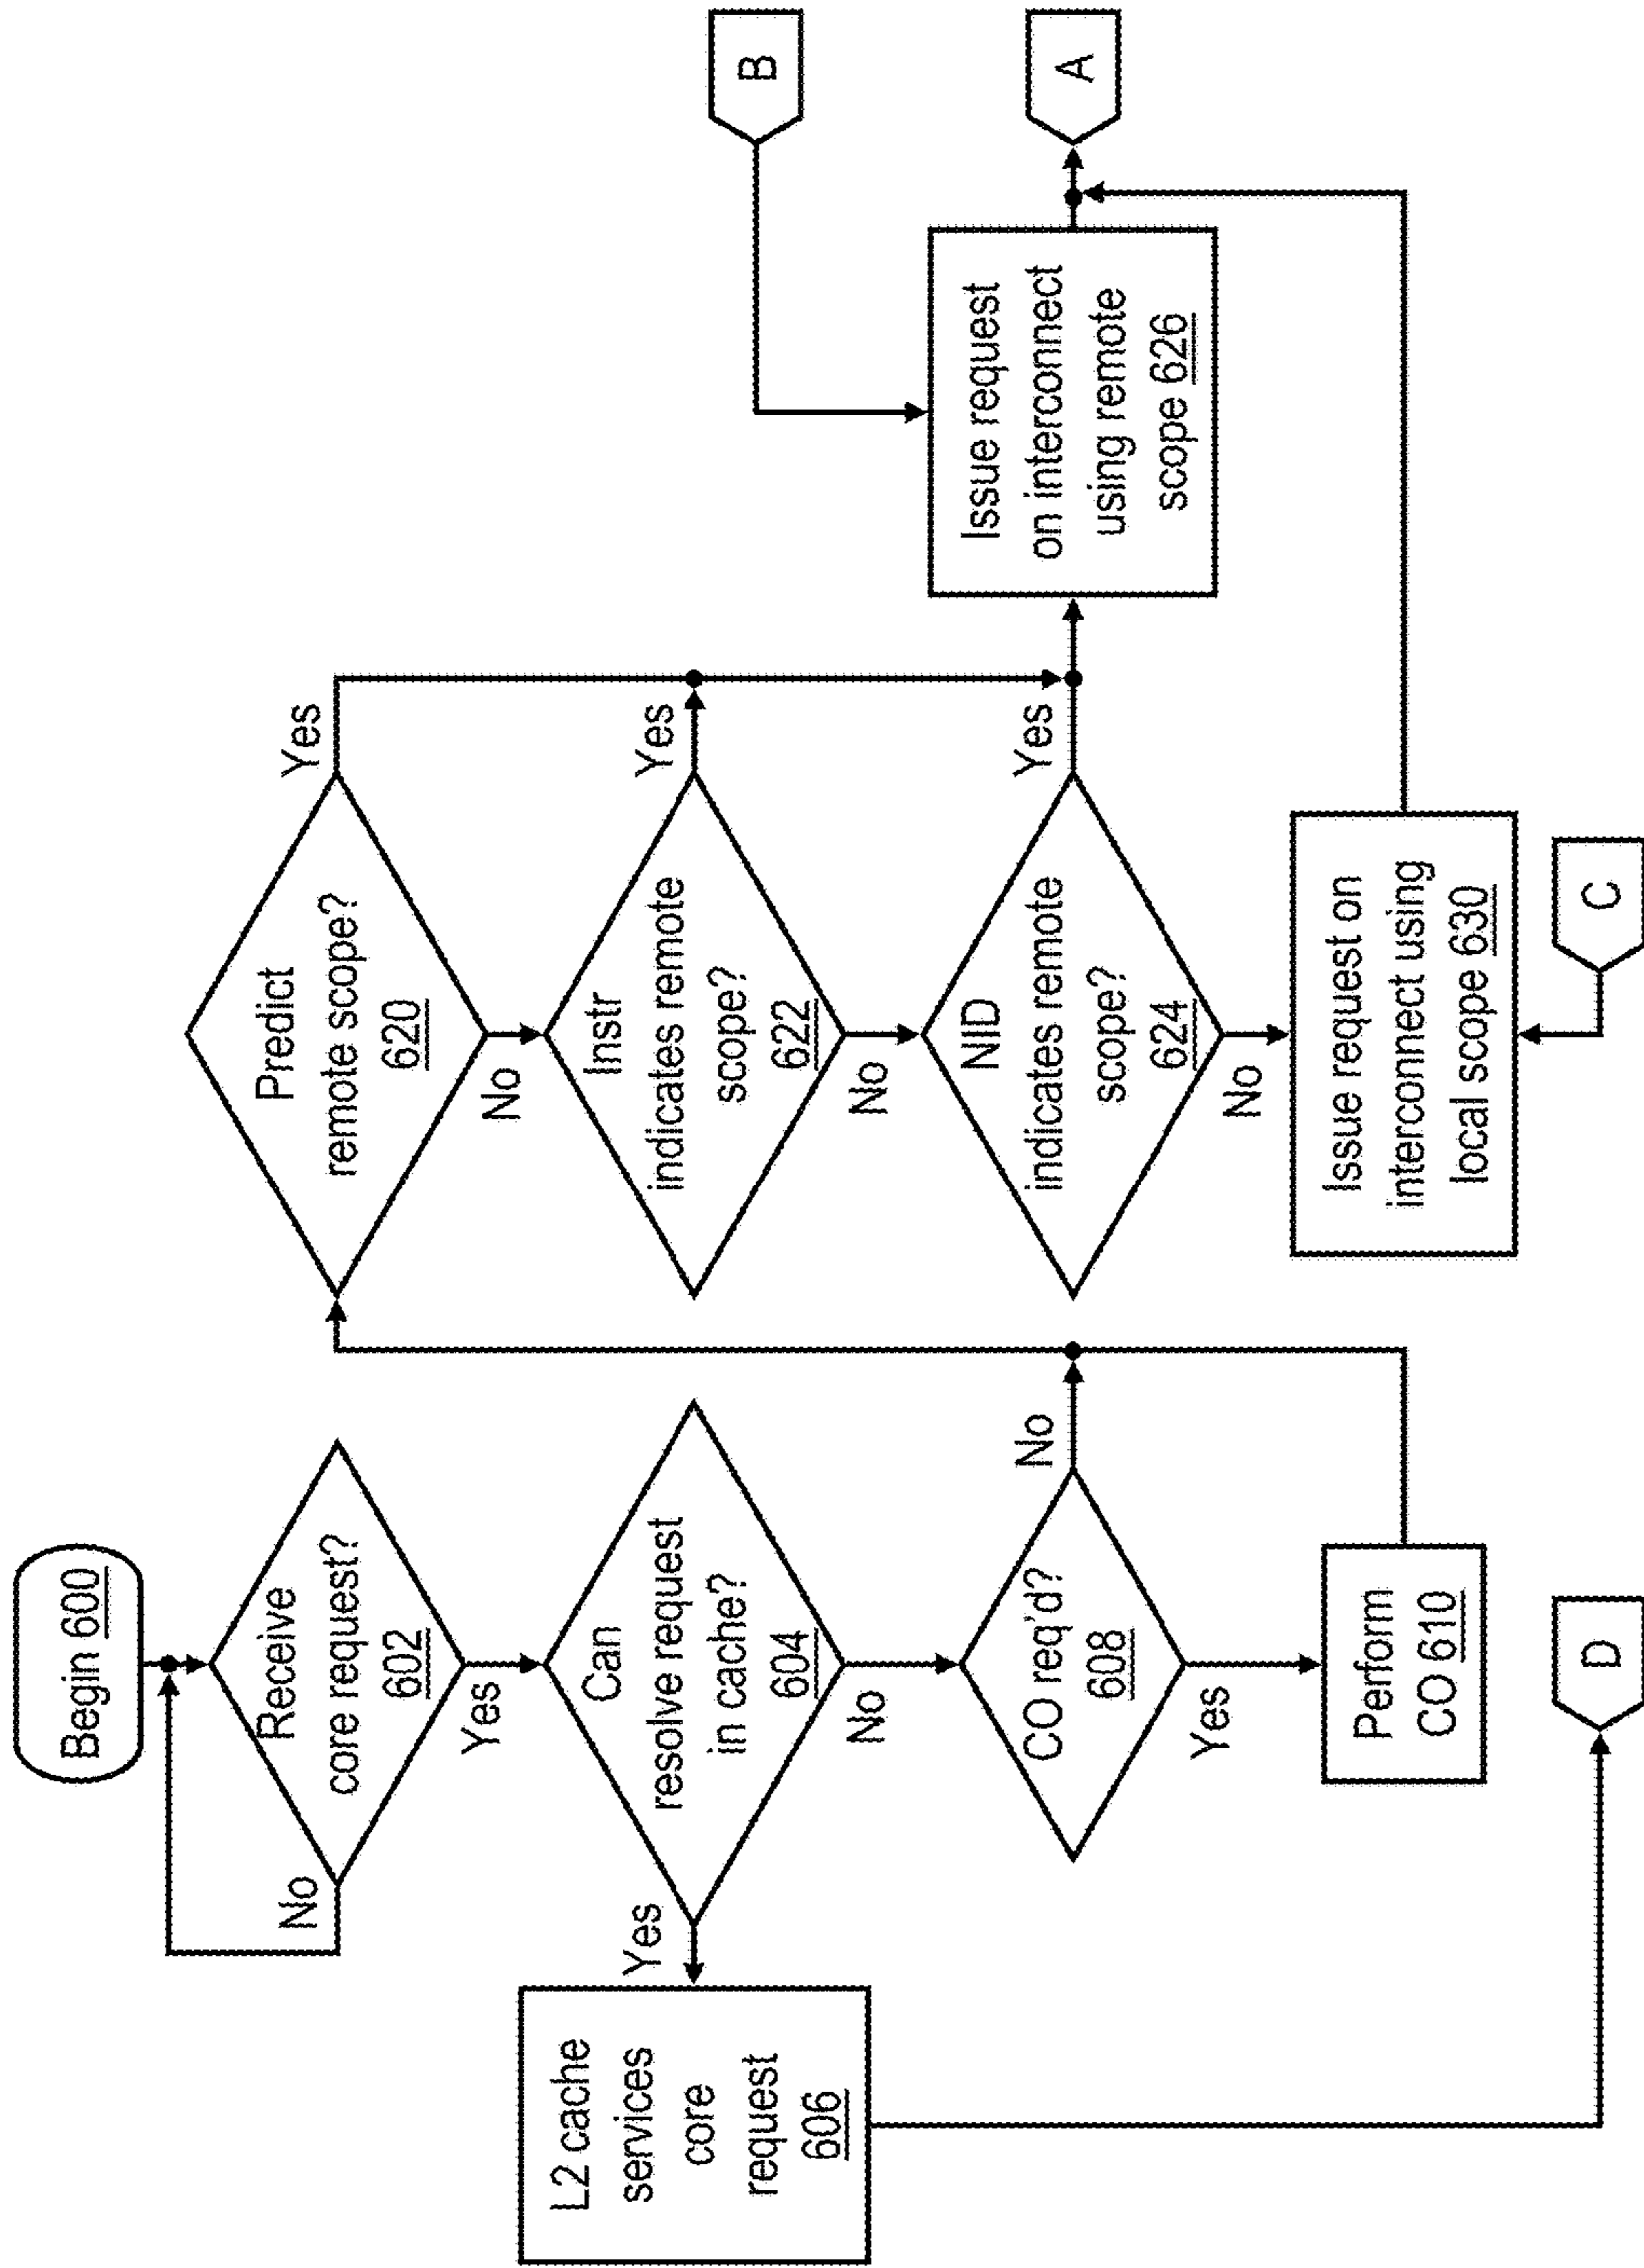 Begin 600
Receive
core request?
602
No
Yes
Can
resolve request
in cache?
604
Yes
No
L2 cache
services
core
request
606
CO req'd?
608
No
Yes
Perform
CO 610
D
Predict
remote scope?
620
Yes
No
Instr
indicates remote
scope?
622
Yes
No
NID
indicates remote
scope?
624
Yes
No
Issue request on
interconnect using
local scope 630
C
B
Issue request
on interconnect
using remote
scope 626
A